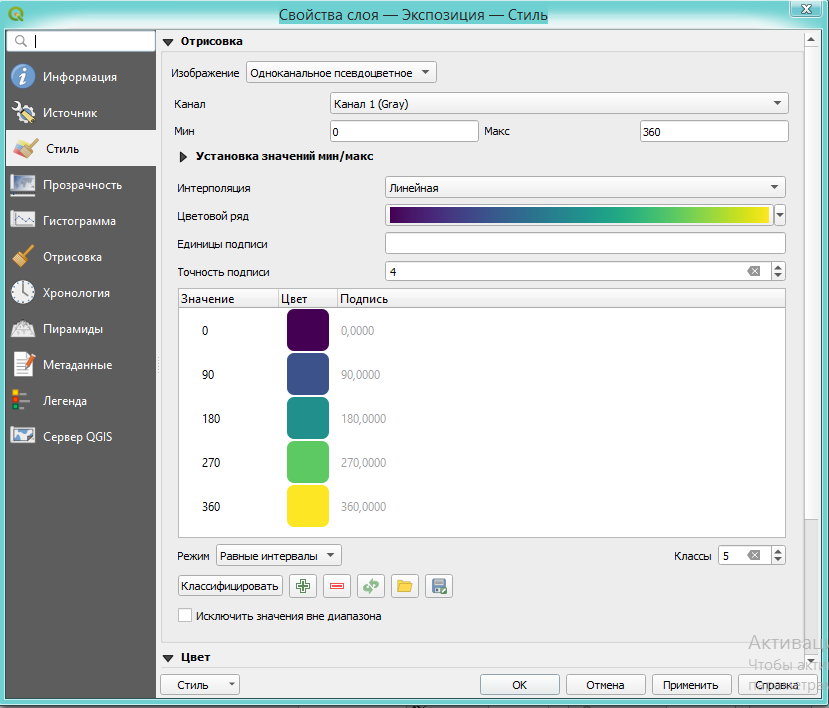 Свойства слоя — Экспозиция — Стиль
Информация
Источник
Стиль
Прозрачность
Гистограмма
Отрисовка
Хронология
Пирамиды
Метаданные
Легенда
Сервер QGIS
Отрисовка
Изображение Одноканальное псевдоцветное
Канал Канал 1 (Gray)
Мин 0 Макс 360
Установка значений мин/макс
Интерполяция Линейная
Цветовой ряд
Единицы подписи
Точность подписи 4
Значение Цвет Подпись
0 0,0000
90 90,0000
180 180,0000
270 270,0000
360 360,0000
Режим Равные интервалы Классы 5
Классифицировать
Исключить значения вне диапазона
Цвет
Стиль OK Отмена Применить Справка
Активац
Чтобы акти
параметра